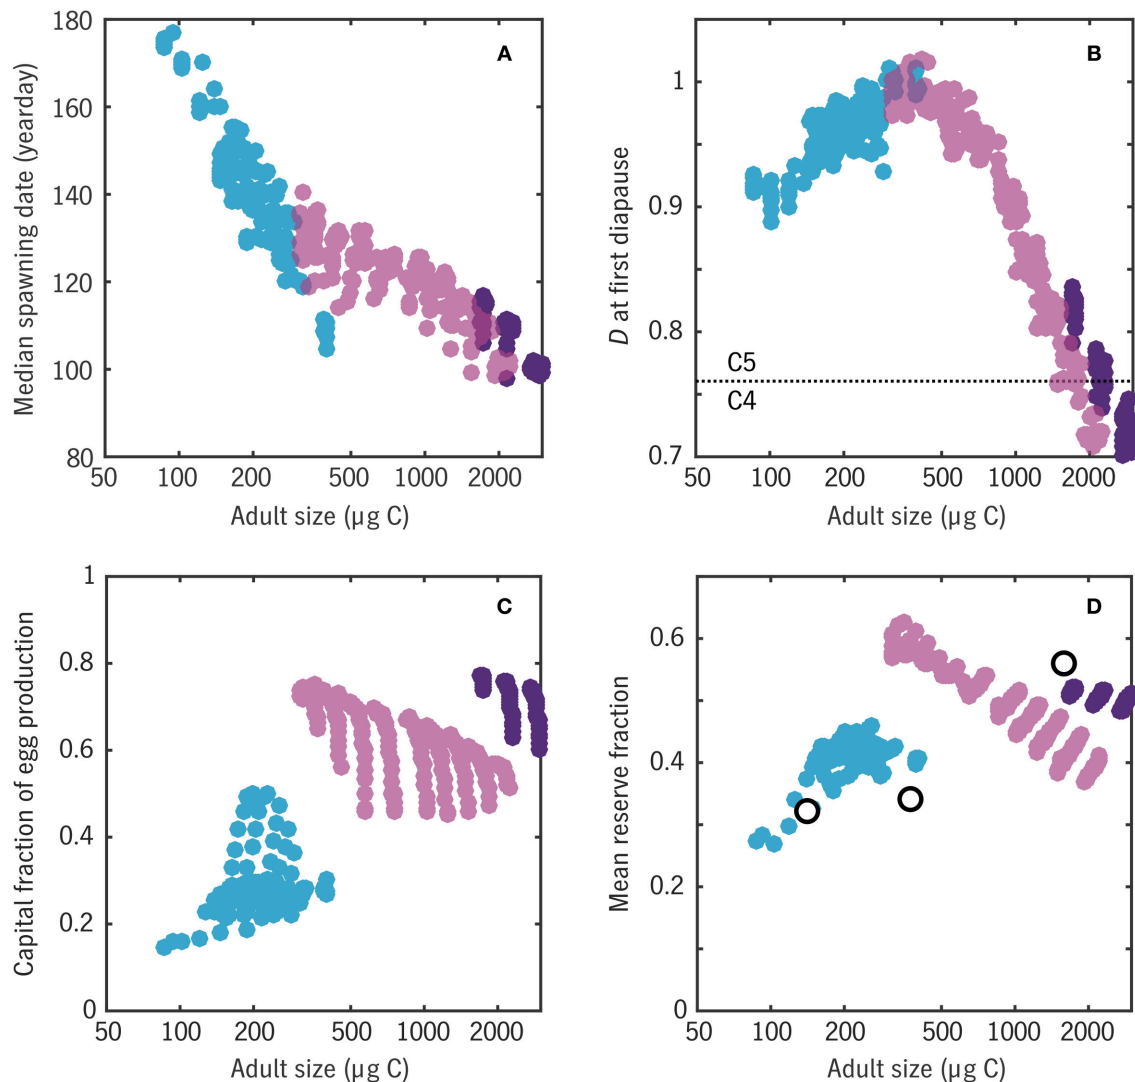 A
Median spawning date (yearday)
180
160
140
120
100
80
50 100 200 500 1000 2000
Adult size (µg C)
B
D at first diapause
1
0.9
0.8
0.7
C5
C4
50 100 200 500 1000 2000
Adult size (µg C)
C
Capital fraction of egg production
1
0.8
0.6
0.4
0.2
0
50 100 200 500 1000 2000
Adult size (µg C)
D
Mean reserve fraction
0.6
0.4
0.2
0
50 100 200 500 1000 2000
Adult size (µg C)